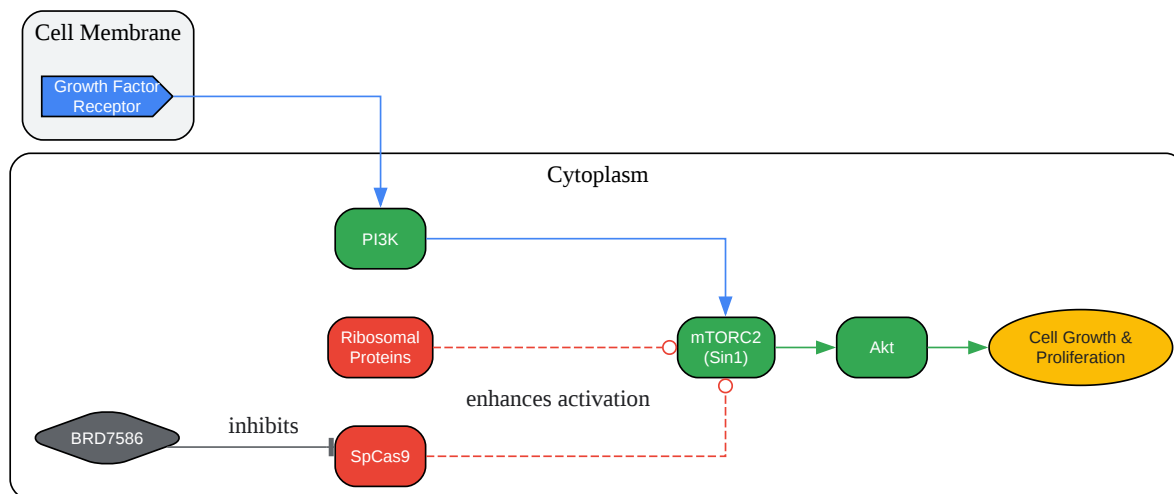 Cell Membrane
Growth Factor
Receptor
Cytoplasm
PI3K
Ribosomal
Proteins
mTORC2
(Sin1)
Akt
Cell Growth &
Proliferation
enhances activation
inhibits
BRD7586
SpCas9